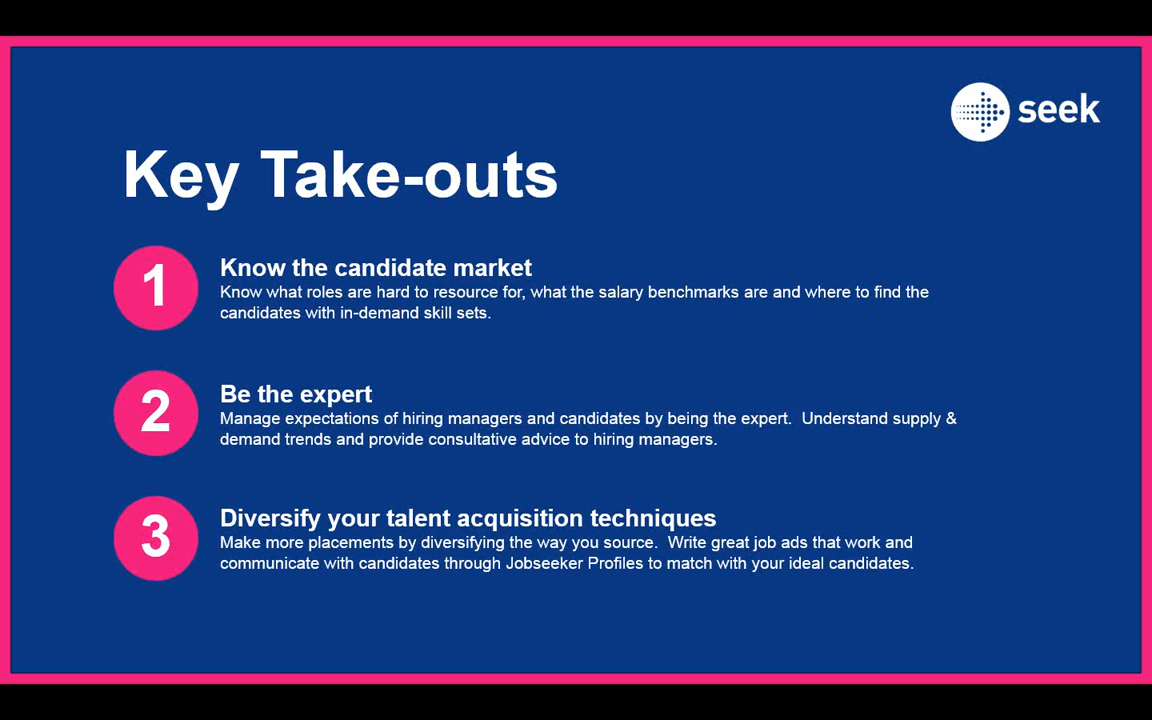 seek
Key Take-outs
1
Know the candidate market
Know what roles are hard to resource for, what the salary benchmarks are and where to find the
candidates with in-demand skill sets.
2
Be the expert
Manage expectations of hiring managers and candidates by being the expert.  Understand supply &
demand trends and provide consultative advice to hiring managers.
3
Diversify your talent acquisition techniques
Make more placements by diversifying the way you source.  Write great job ads that work and
communicate with candidates through Jobseeker Profiles to match with your ideal candidates.